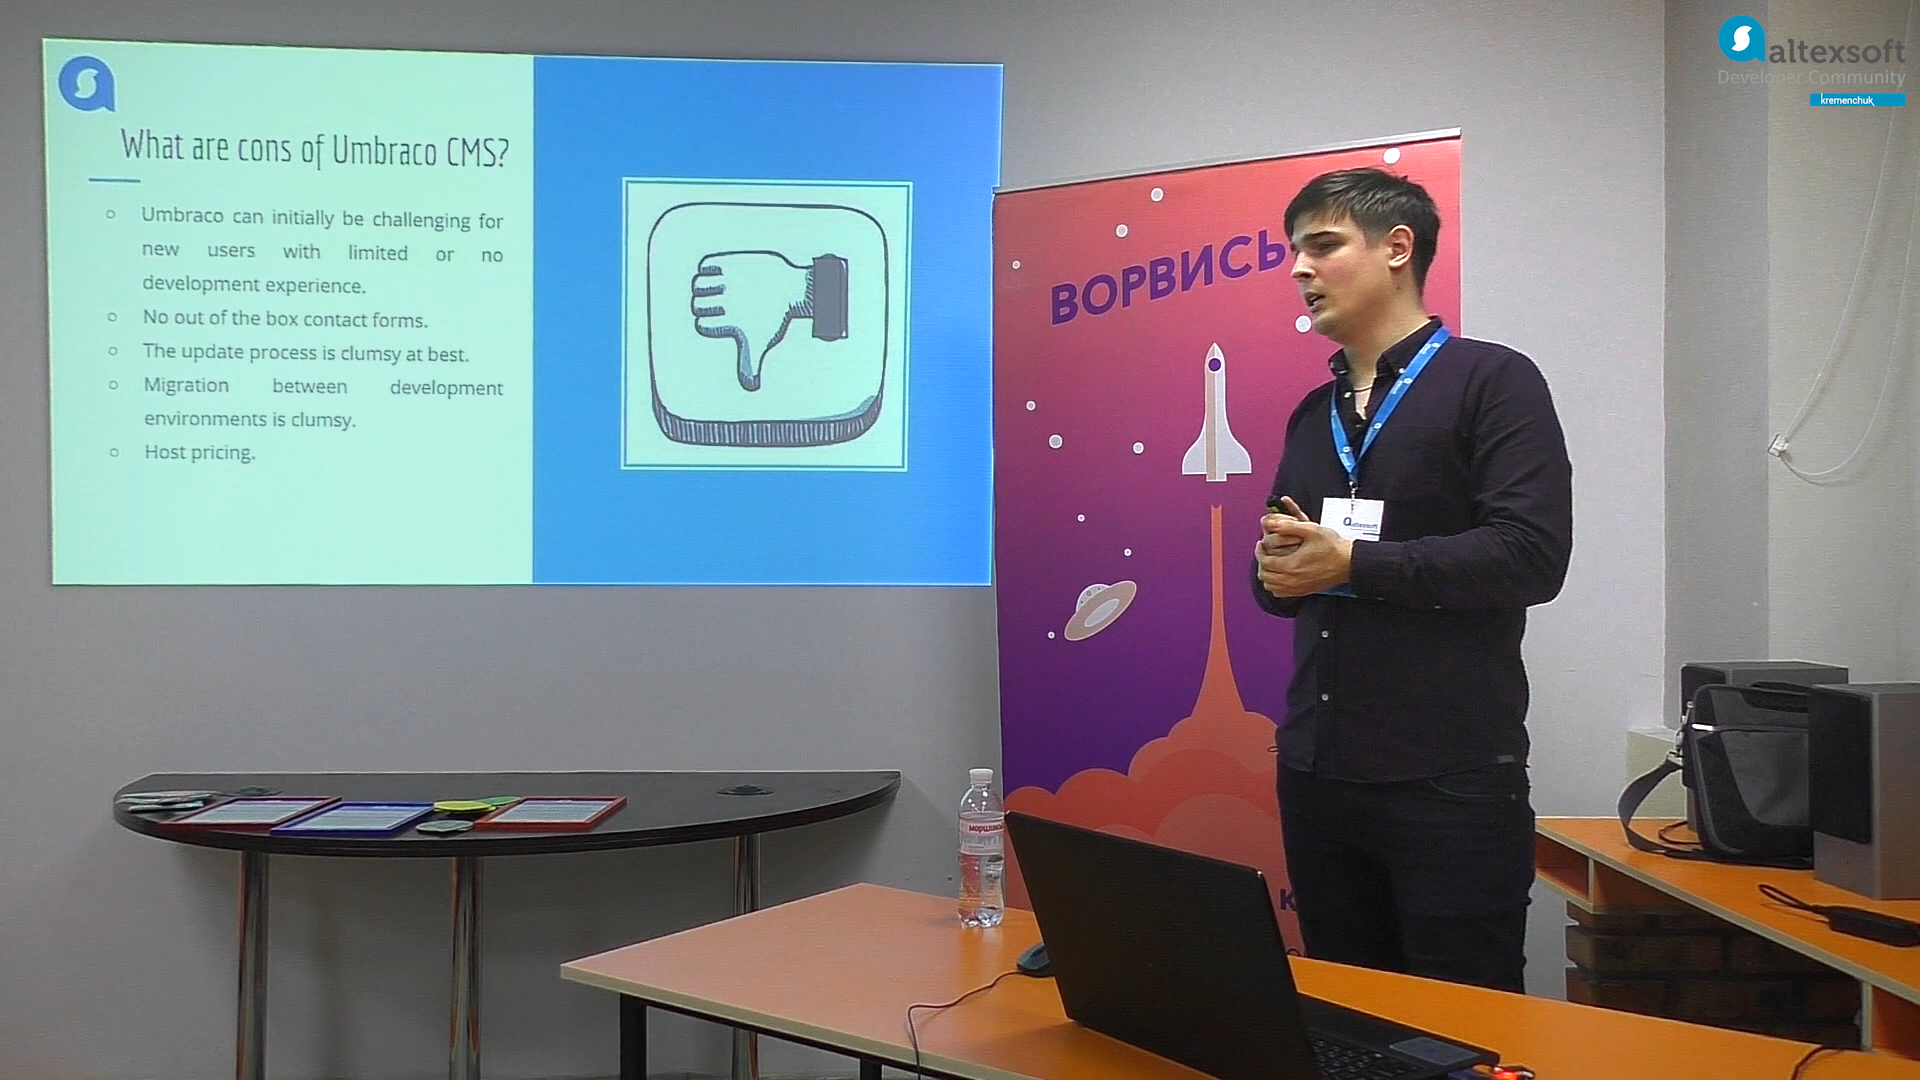 What are cons of Umbraco CMS?
○ Umbraco can initially be challenging for
new users with limited or no
development experience.
○ No out of the box contact forms.
○ The update process is clumsy at best.
○ Migration between development
environments is clumsy.
○ Host pricing.
ВОРВИСЬ
altexsoft
Developer Community
kremenchuk
altexsoft